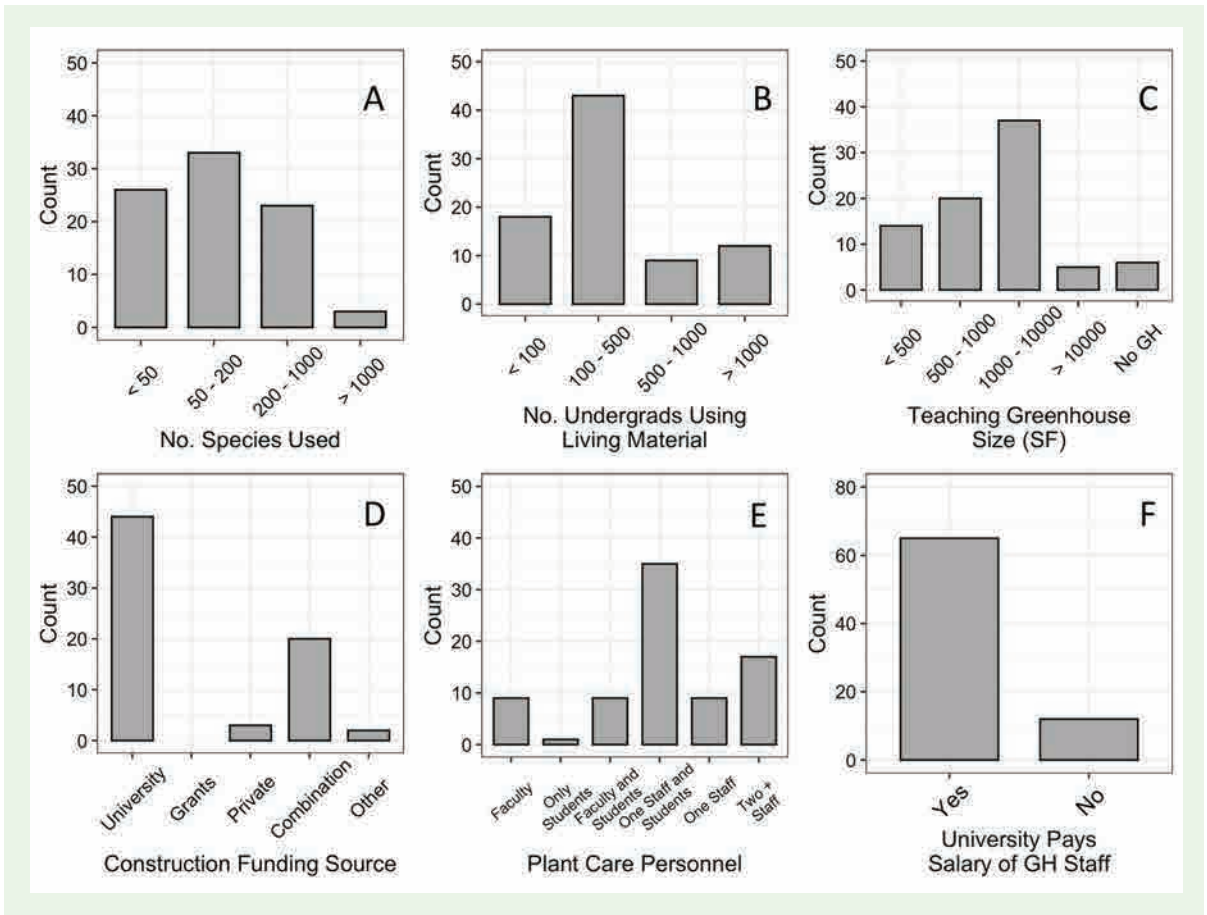 A
50
40
30
20
10
0
Count
< 50
50 - 200
200 - 1000
> 1000
No. Species Used
B
50
40
30
20
10
0
Count
< 100
100 - 500
500 - 1000
> 1000
No. Undergrads Using
Living Material
C
50
40
30
20
10
0
Count
< 500
500 - 1000
1000 - 10000
> 10000
No GH
Teaching Greenhouse
Size (SF)
D
50
40
30
20
10
0
Count
University
Grants
Private
Combination
Other
Construction Funding Source
E
50
40
30
20
10
0
Count
Faculty
Only
Students
Faculty and
Students
One Staff and
Students
One Staff
Two +
Staff
Plant Care Personnel
F
80
60
40
20
0
Count
Yes
No
University Pays
Salary of GH Staff